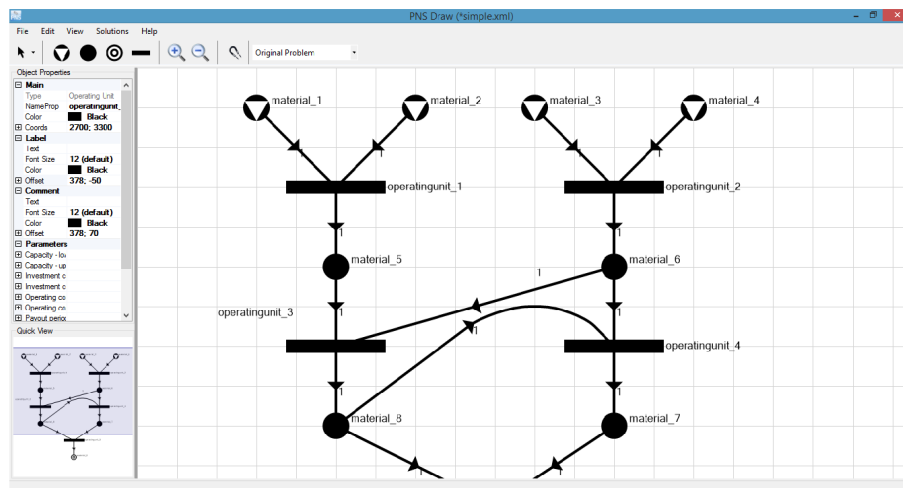 PNS Draw (*simple.xml)
File Edit View Solutions Help
Original Problem
Object Properties
Main
Type Operating Unit
NameProp operatingunit_
Color Black
Coords 2700; 3300
Label
Text
Font Size 12 (default)
Color Black
Offset 378; -50
Comment
Text
Font Size 12 (default)
Color Black
Offset 378; 70
Parameters
Capacity - lo
Capacity - up
Investment c
Investment c
Operating co
Operating co
Payout perio
Quick View
material_1
material_2
material_3
material_4
1
1
1
1
operatingunit_1
operatingunit_2
1
1
material_5
material_6
1
1
1
operatingunit_3
1
operatingunit_4
1
1
material_8
material_7
1
1